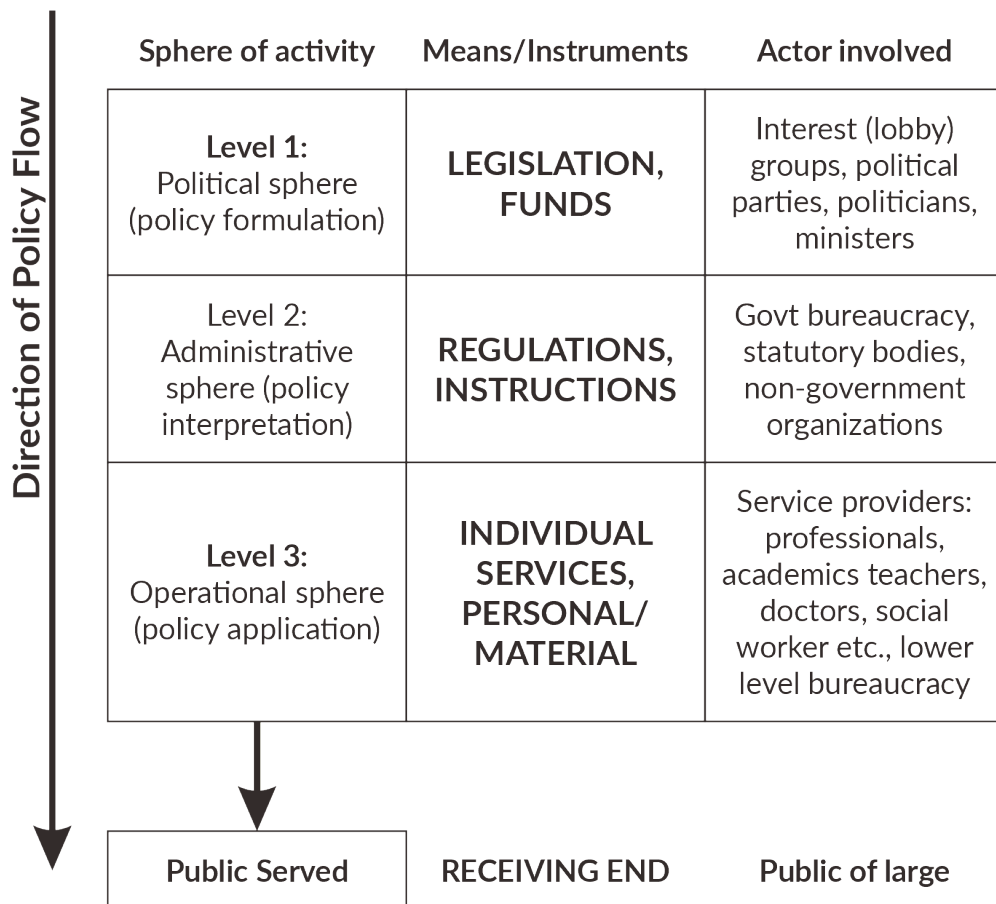 Direction of Policy Flow
Sphere of activity
Means/Instruments
Actor involved
Level 1:
Political sphere
(policy formulation)
LEGISLATION,
FUNDS
Interest (lobby)
groups, political
parties, politicians,
ministers
Level 2:
Administrative
sphere (policy
interpretation)
REGULATIONS,
INSTRUCTIONS
Govt bureaucracy,
statutory bodies,
non-government
organizations
Level 3:
Operational sphere
(policy application)
INDIVIDUAL
SERVICES,
PERSONAL/
MATERIAL
Service providers:
professionals,
academics teachers,
doctors, social
worker etc., lower
level bureaucracy
Public Served
RECEIVING END
Public of large